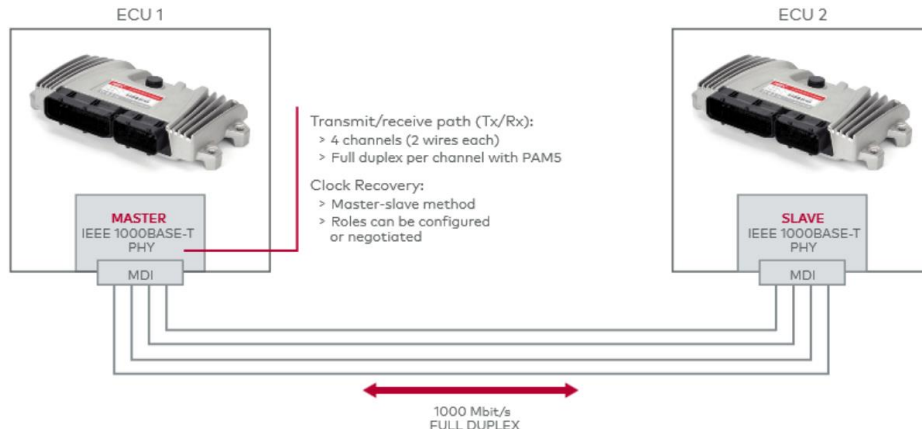 ECU 1
ECU 2
Transmit/receive path (Tx/Rx):
> 4 channels (2 wires each)
> Full duplex per channel with PAM5
Clock Recovery:
> Master-slave method
> Roles can be configured
or negotiated
MASTER
IEEE 1000BASE-T
PHY
MDI
SLAVE
IEEE 1000BASE-T
PHY
MDI
1000 Mbit/s
FULL DUPLEX